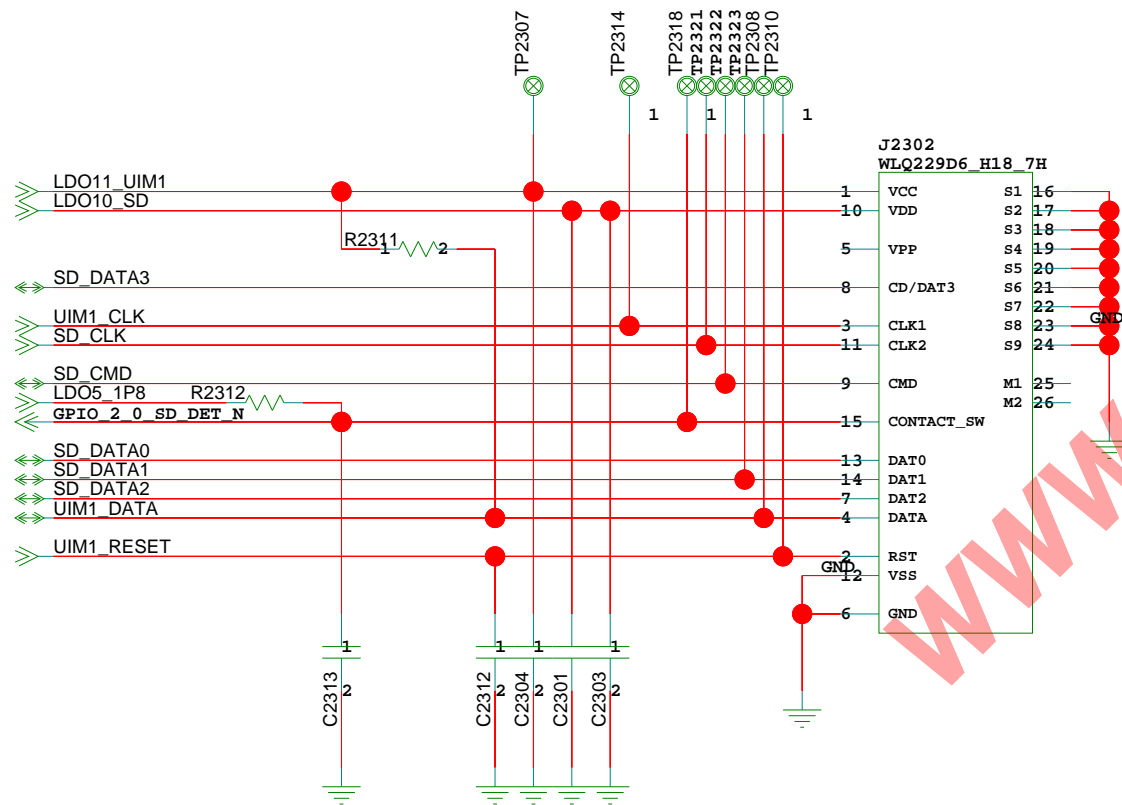 TP2307
TP2314
TP2318
TP2321
TP2322
TP2323
TP2308
TP2310
1
1
1
J2302
WLQ229D6_H18_7H
LDO11_UIM1
LDO10_SD
R2311
1
2
SD_DATA3
UIM1_CLK
SD_CLK
SD_CMD
LDO5_1P8
R2312
GPIO_2_0_SD_DET_N
SD_DATA0
SD_DATA1
SD_DATA2
UIM1_DATA
UIM1_RESET
1 VCC S1 16
10 VDD S2 17
S3 18
5 VPP S4 19
S5 20
8 CD/DAT3 S6 21
S7 22
3 CLK1 S8 23
GND
11 CLK2 S9 24
9 CMD M1 25
M2 26
15 CONTACT_SW
13 DAT0
14 DAT1
7 DAT2
4 DATA
2 RST
GND
12 VSS
6 GND
1
1
1
1
2
2
2
2
C2313
C2312
C2304
C2301
C2303
WWW